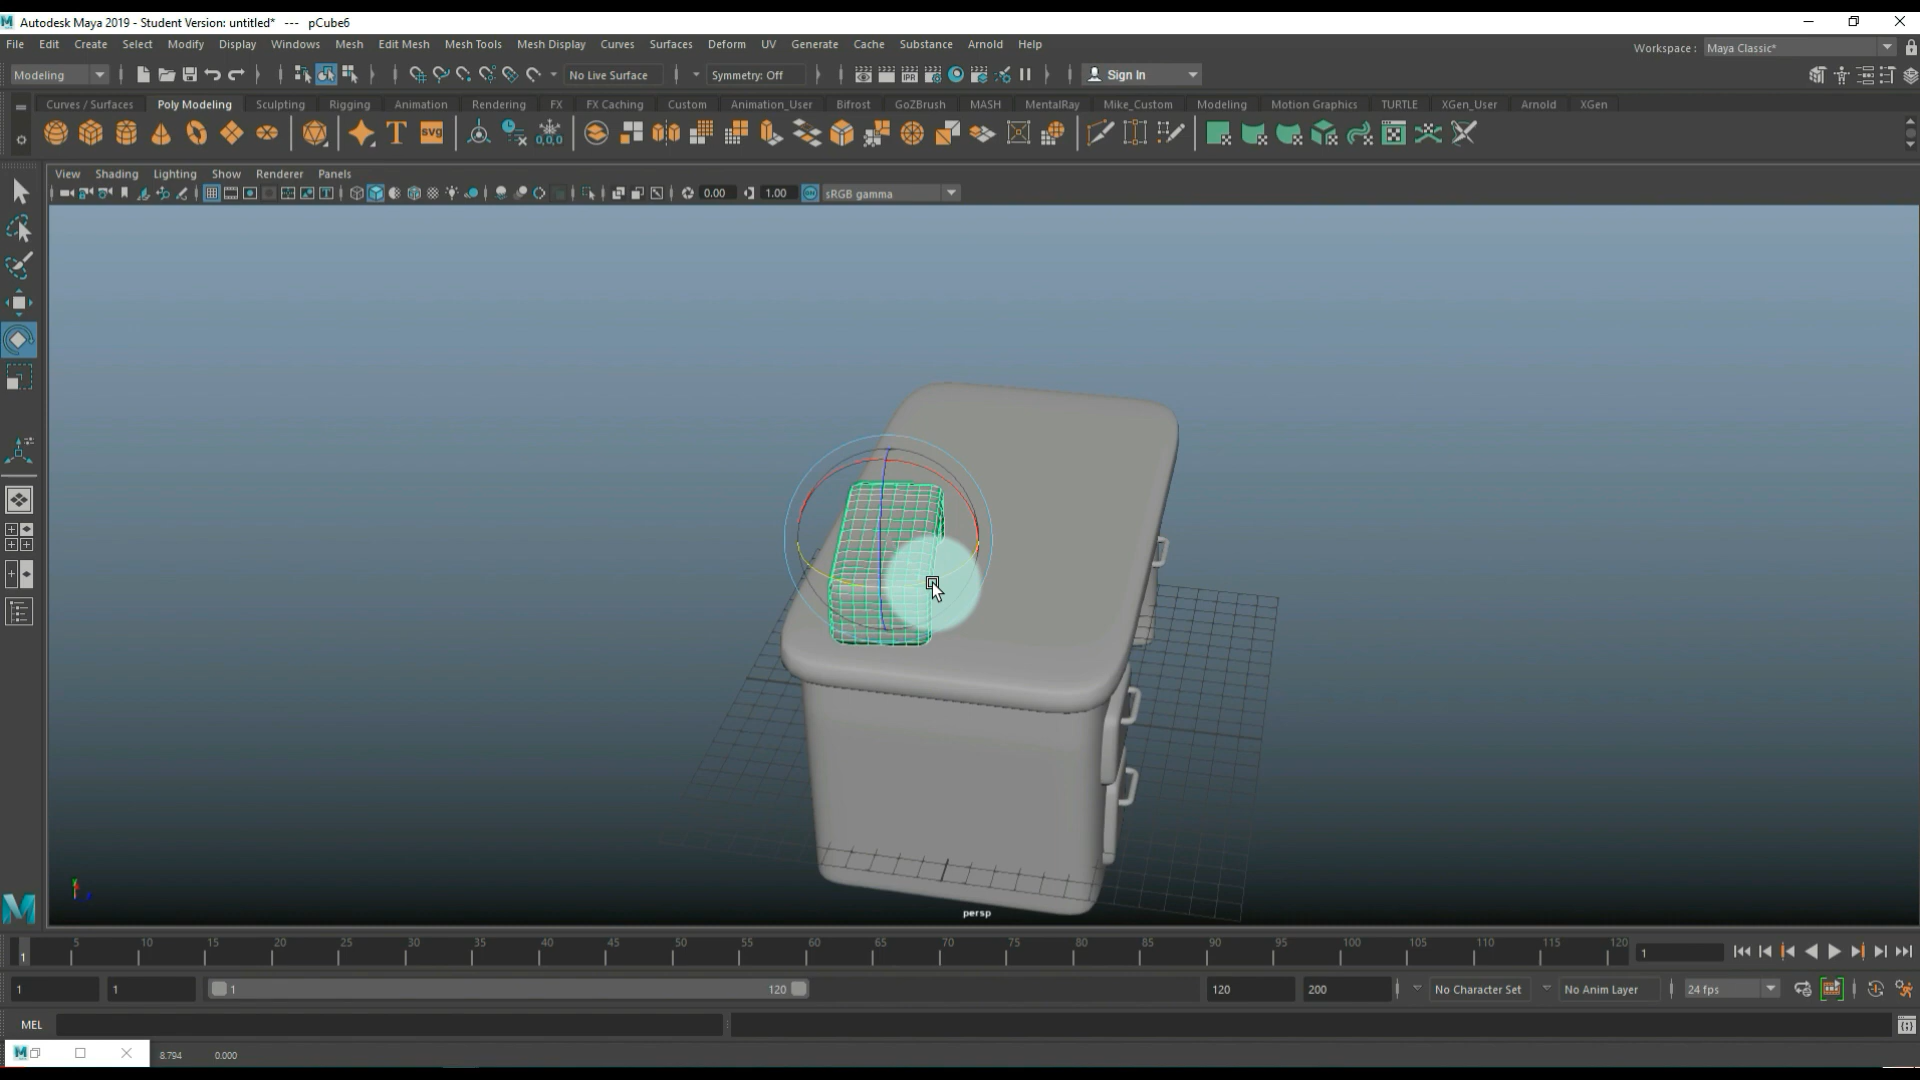 Autodesk Maya 2019 - Student Version: untitled* --- pCube6
File Edit Create Select Modify Display Windows Mesh Edit Mesh Mesh Tools Mesh Display Curves Surfaces Deform UV Generate Cache Substance Arnold Help
Workspace : Maya Classic*
Modeling No Live Surface Symmetry: Off IPR Sign In
Curves / Surfaces Poly Modeling Sculpting Rigging Animation Rendering FX FX Caching Custom Animation_User Bifrost GoZBrush MASH MentalRay Mike_Custom Modeling Motion Graphics TURTLE XGen_User Arnold XGen
T SVG 0,0,0
View Shading Lighting Show Renderer Panels
0.00 1.00 sRGB gamma
persp
5 10 15 20 25 30 35 40 45 50 55 60 65 70 75 80 85 90 95 100 105 110 115 120
1 1
1 1 1 120 120 200 No Character Set No Anim Layer 24 fps
MEL
8.794 0.000